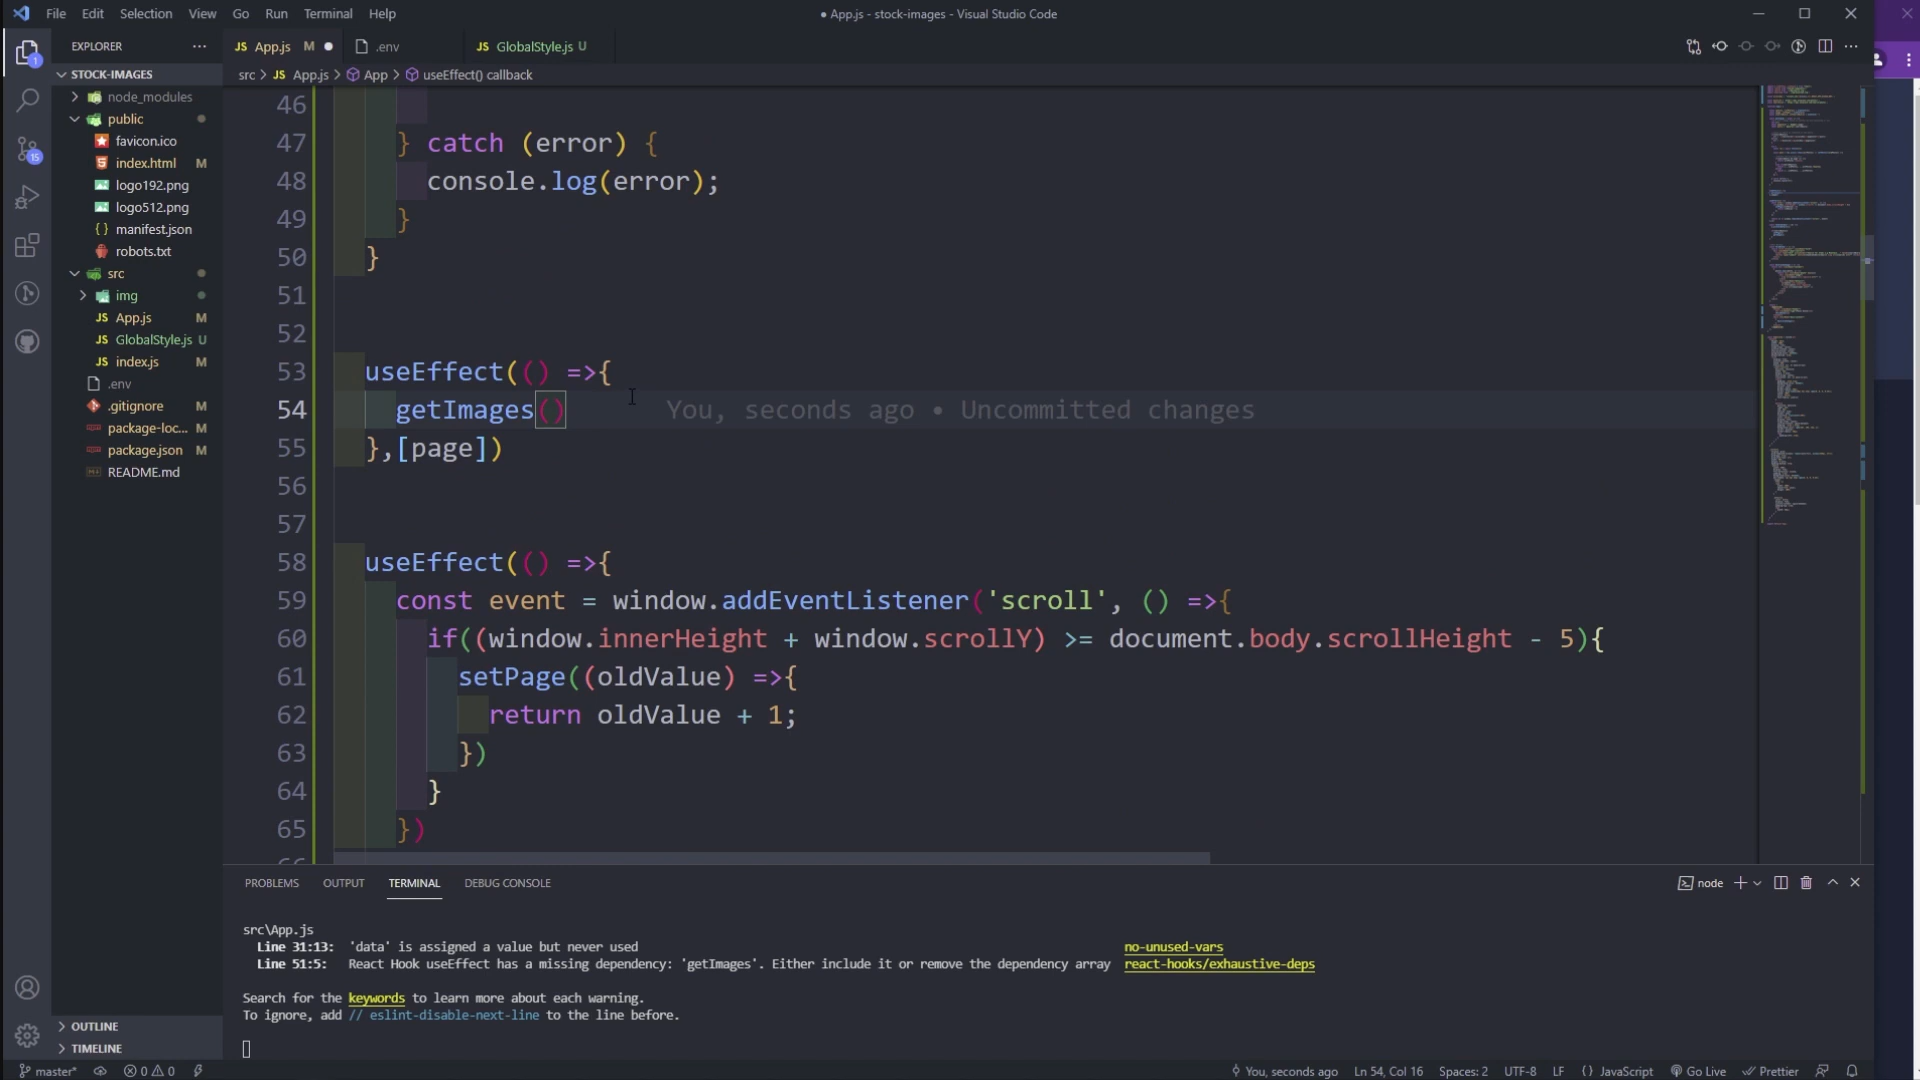 File Edit Selection View Go Run Terminal Help
● App.js - stock-images - Visual Studio Code
EXPLORER ···
JS App.js M ●
.env
JS GlobalStyle.js U
STOCK-IMAGES
src > JS App.js > App > useEffect() callback
node_modules
public
favicon.ico
index.html M
logo192.png
logo512.png
manifest.json
robots.txt
src
img
JS App.js M
JS GlobalStyle.js U
JS index.js M
.env
.gitignore M
package-loc... M
package.json M
README.md
1
15
46
47 } catch (error) {
48 console.log(error);
49 }
50 }
51
52
53 useEffect(() =>{
54 getImages() You, seconds ago • Uncommitted changes
55 },[page])
56
57
58 useEffect(() =>{
59 const event = window.addEventListener('scroll', () =>{
60 if((window.innerHeight + window.scrollY) >= document.body.scrollHeight - 5){
61 setPage((oldValue) =>{
62 return oldValue + 1;
63 })
64 }
65 })
66
PROBLEMS OUTPUT TERMINAL DEBUG CONSOLE
node
src\App.js
Line 31:13: 'data' is assigned a value but never used no-unused-vars
Line 51:5: React Hook useEffect has a missing dependency: 'getImages'. Either include it or remove the dependency array react-hooks/exhaustive-deps
Search for the keywords to learn more about each warning.
To ignore, add // eslint-disable-next-line to the line before.
OUTLINE
TIMELINE
master* 0 0
You, seconds ago Ln 54, Col 16 Spaces: 2 UTF-8 LF {} JavaScript Go Live Prettier